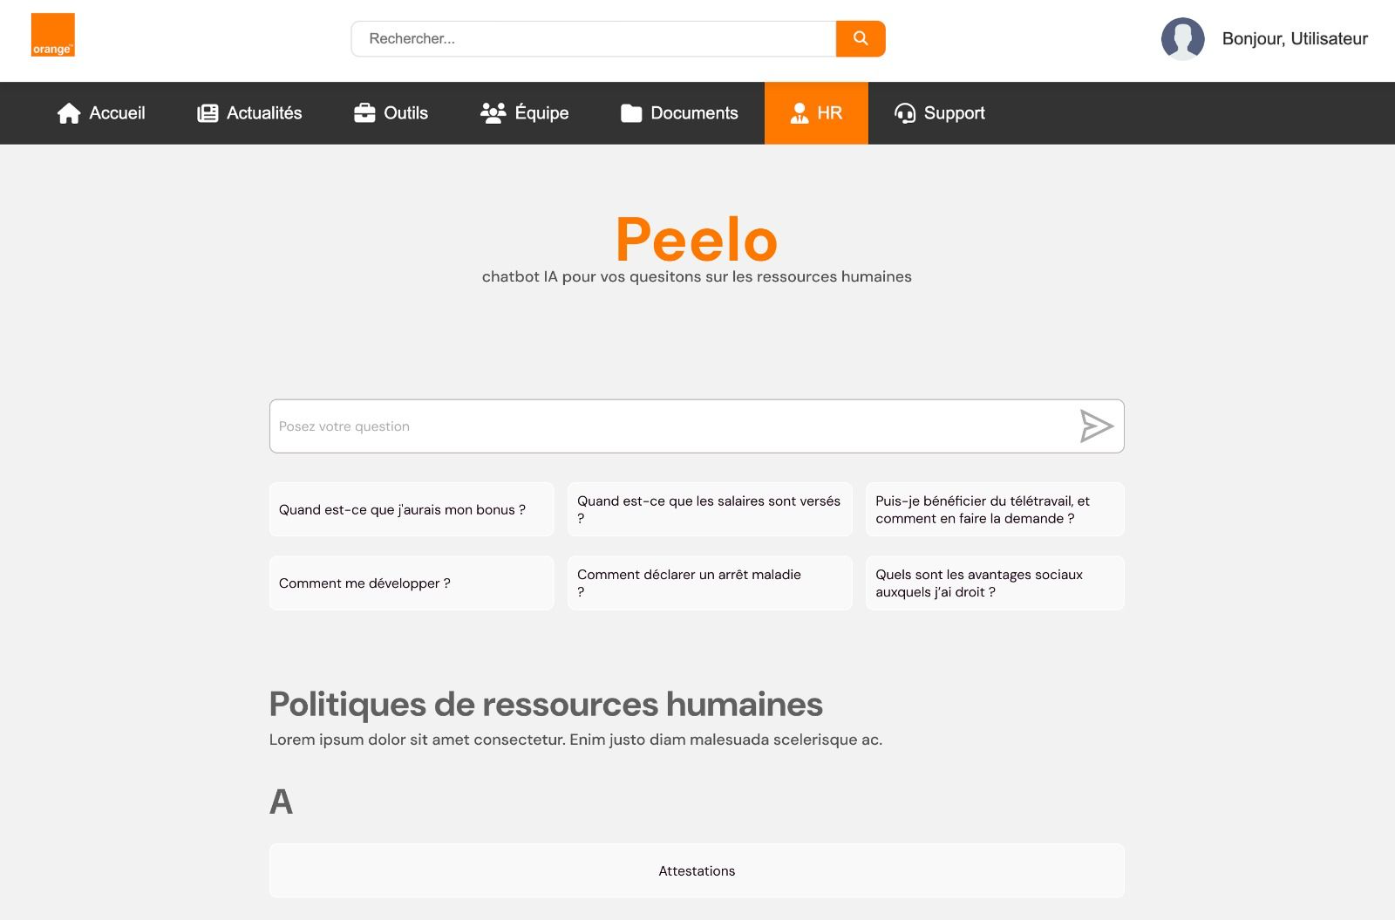 orange™
Rechercher...
Bonjour, Utilisateur
Accueil
Actualités
Outils
Équipe
Documents
HR
Support
Peelo
chatbot IA pour vos quesitons sur les ressources humaines
Posez votre question
Quand est-ce que j'aurais mon bonus ?
Quand est-ce que les salaires sont versés
?
Puis-je bénéficier du télétravail, et
comment en faire la demande ?
Comment me développer ?
Comment déclarer un arrêt maladie
?
Quels sont les avantages sociaux
auxquels j’ai droit ?
Politiques de ressources humaines
Lorem ipsum dolor sit amet consectetur. Enim justo diam malesuada scelerisque ac.
A
Attestations